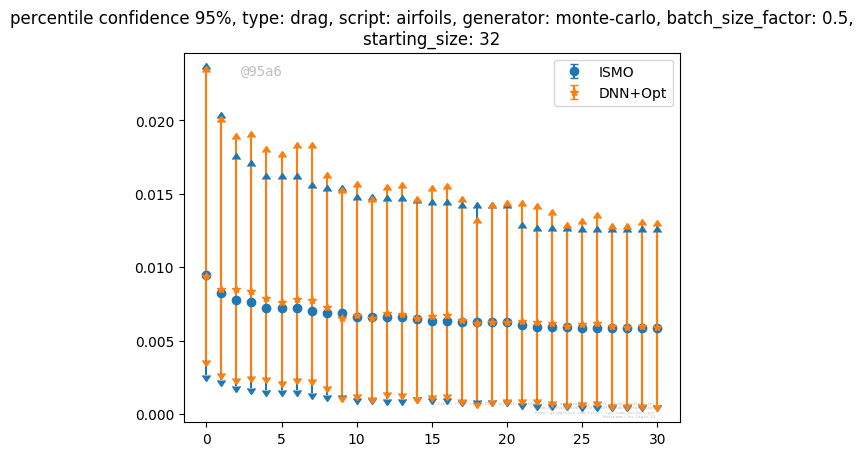 percentile confidence 95%, type: drag, script: airfoils, generator: monte-carlo, batch_size_factor: 0.5,
starting_size: 32
@95a6
ISMO
DNN+Opt
0.020
0.015
0.010
0.005
0.000
0 5 10 15 20 25 30